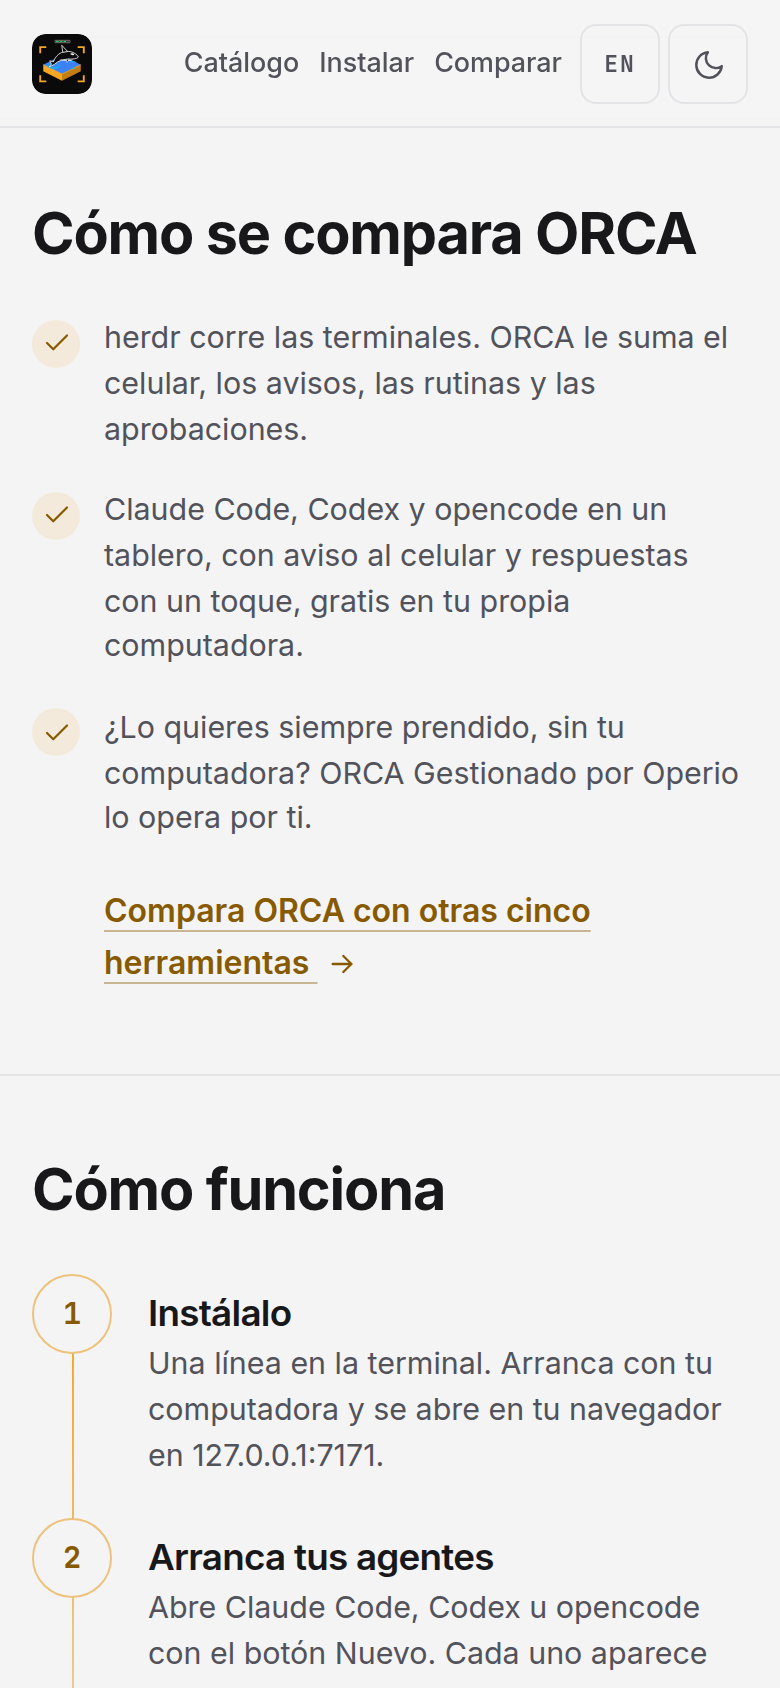 Catálogo Instalar Comparar EN
Cómo se compara ORCA
herdr corre las terminales. ORCA le suma el
celular, los avisos, las rutinas y las
aprobaciones.
Claude Code, Codex y opencode en un
tablero, con aviso al celular y respuestas
con un toque, gratis en tu propia
computadora.
¿Lo quieres siempre prendido, sin tu
computadora? ORCA Gestionado por Operio
lo opera por ti.
Compara ORCA con otras cinco
herramientas →
Cómo funciona
1 Instálalo
Una línea en la terminal. Arranca con tu
computadora y se abre en tu navegador
en 127.0.0.1:7171.
2 Arranca tus agentes
Abre Claude Code, Codex u opencode
con el botón Nuevo. Cada uno aparece